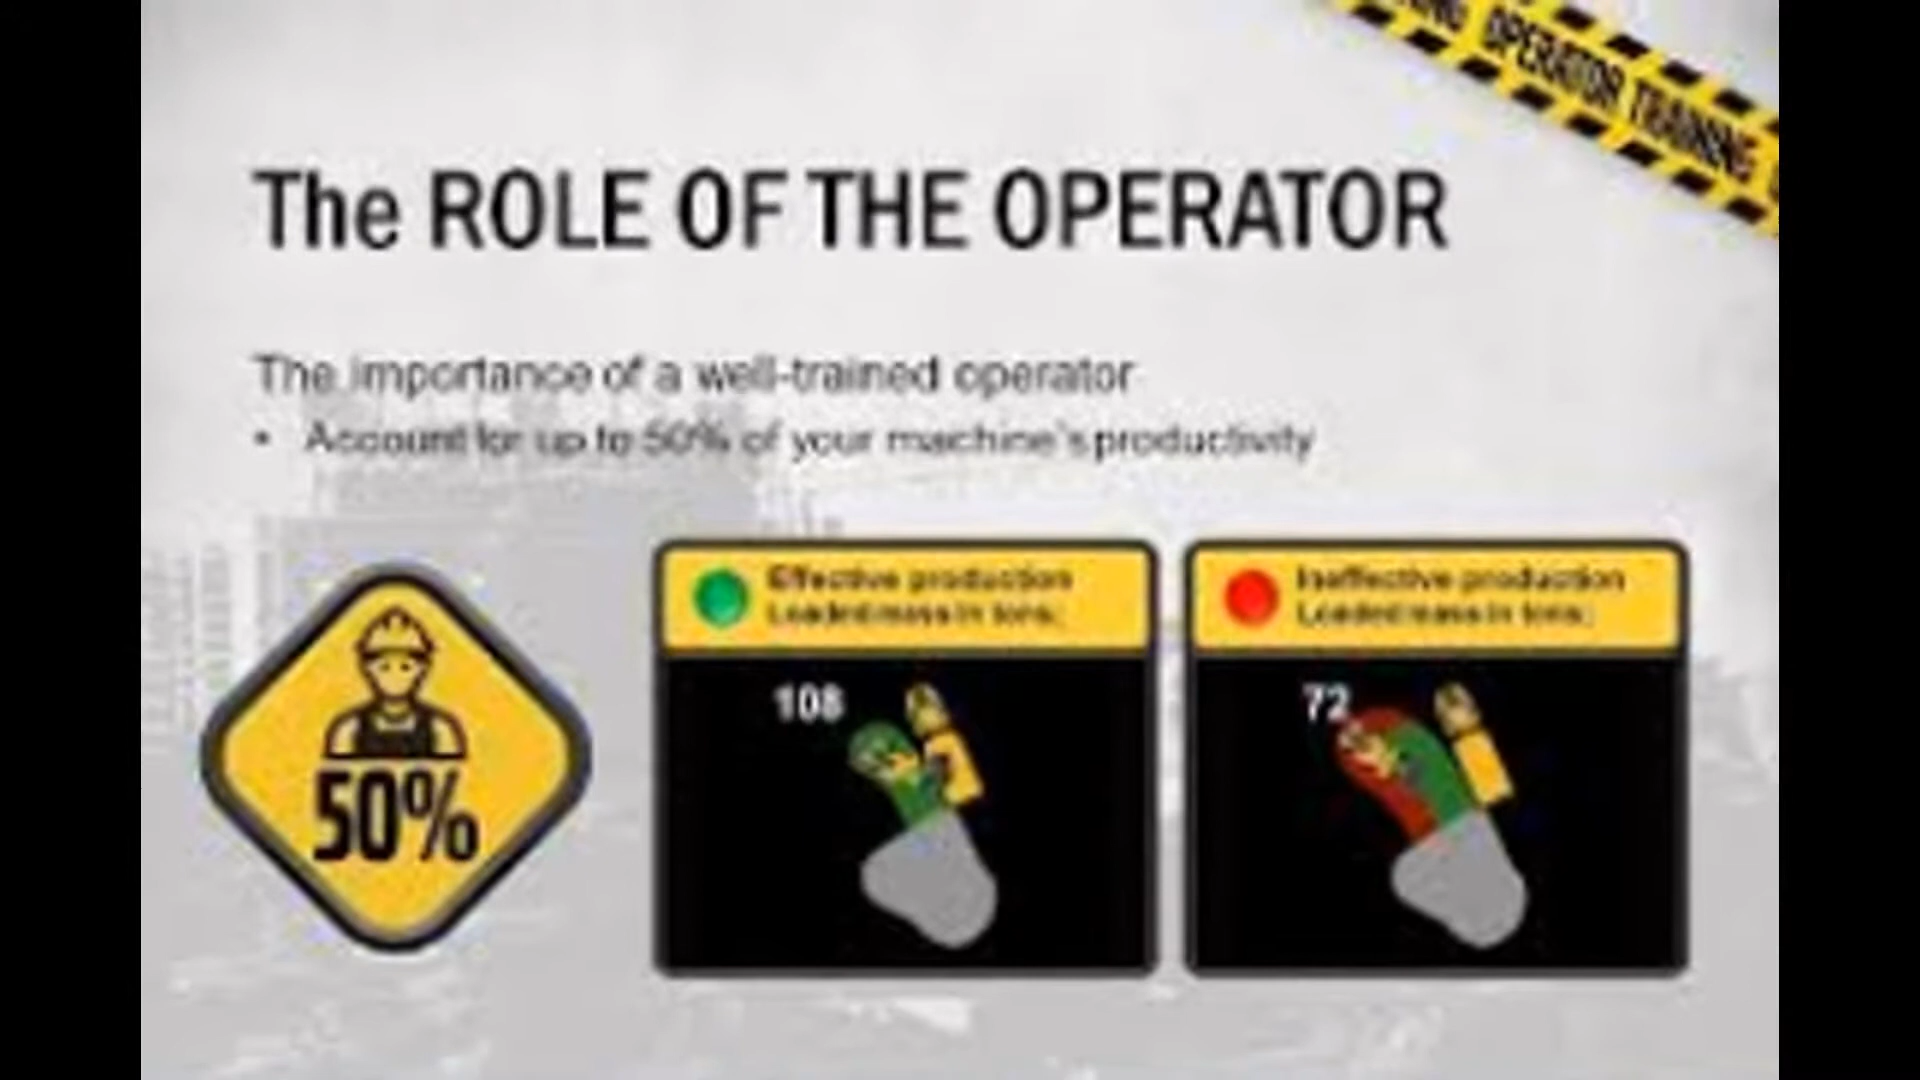 NING OPERATOR TRAINING
The ROLE OF THE OPERATOR
The importance of a well-trained operator
• Account for up to 50% of your machine's productivity
50%
Effective production
Loaded mass in tons:
108
Ineffective production
Loaded mass in tons:
72